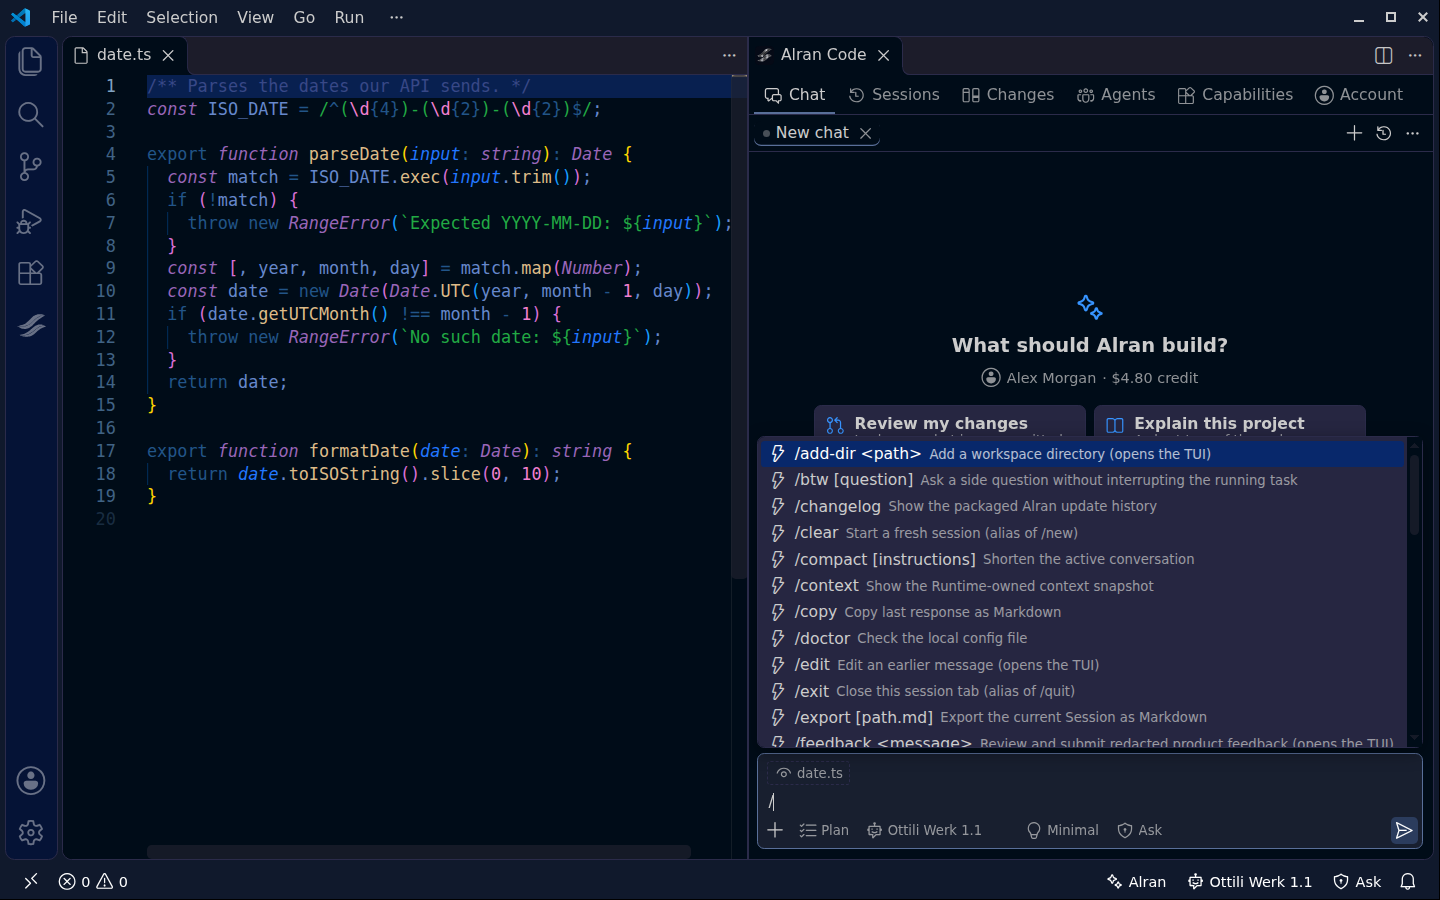 File Edit Selection View Go Run ···
date.ts
Alran Code
1 /** Parses the dates our API sends. */
2 const ISO_DATE = /^(\d{4})-(\d{2})-(\d{2})$/;
3
4 export function parseDate(input: string): Date {
5 const match = ISO_DATE.exec(input.trim());
6 if (!match) {
7 throw new RangeError(`Expected YYYY-MM-DD: ${input}`);
8 }
9 const [, year, month, day] = match.map(Number);
10 const date = new Date(Date.UTC(year, month - 1, day));
11 if (date.getUTCMonth() !== month - 1) {
12 throw new RangeError(`No such date: ${input}`);
13 }
14 return date;
15 }
16
17 export function formatDate(date: Date): string {
18 return date.toISOString().slice(0, 10);
19 }
20
Chat Sessions Changes Agents Capabilities Account
New chat
What should Alran build?
Alex Morgan · $4.80 credit
Review my changes
Explain this project
/add-dir <path> Add a workspace directory (opens the TUI)
/btw [question] Ask a side question without interrupting the running task
/changelog Show the packaged Alran update history
/clear Start a fresh session (alias of /new)
/compact [instructions] Shorten the active conversation
/context Show the Runtime-owned context snapshot
/copy Copy last response as Markdown
/doctor Check the local config file
/edit Edit an earlier message (opens the TUI)
/exit Close this session tab (alias of /quit)
/export [path.md] Export the current Session as Markdown
/feedback <message> Review and submit redacted product feedback (opens the TUI)
date.ts
/
Plan Ottili Werk 1.1 Minimal Ask
0 0
Alran Ottili Werk 1.1 Ask